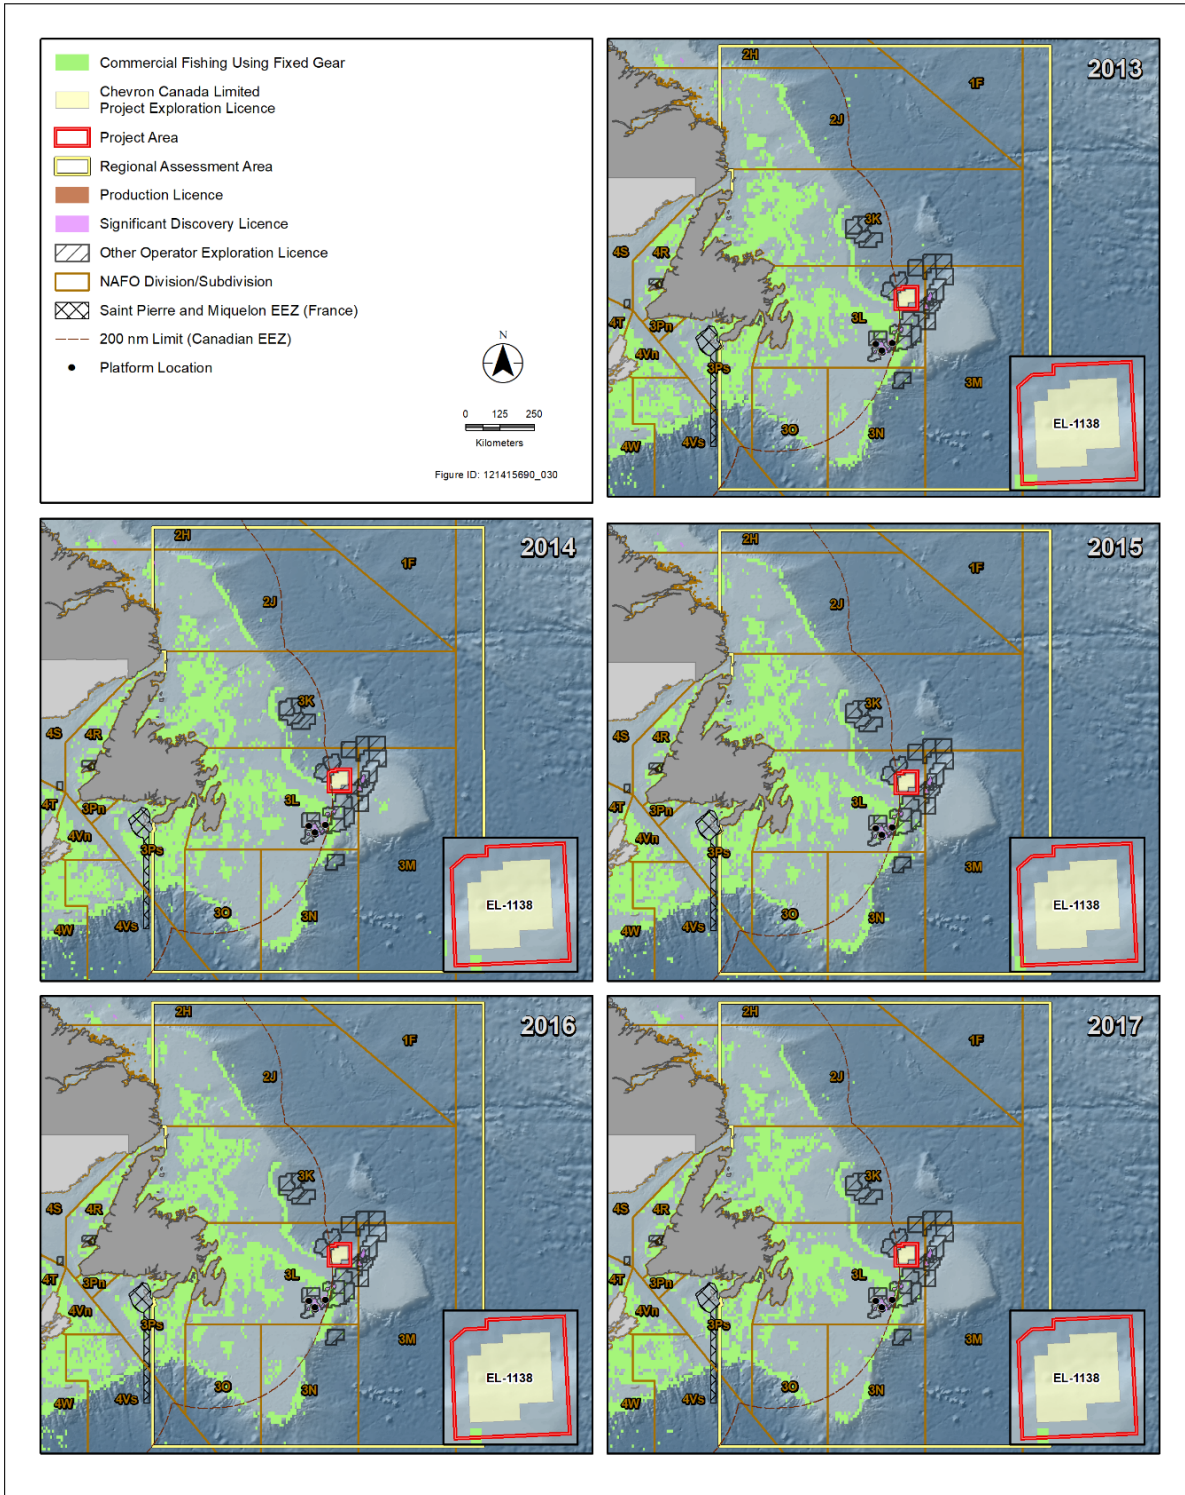 Commercial Fishing Using Fixed Gear
Chevron Canada Limited
Project Exploration Licence
Project Area
Regional Assessment Area
Production Licence
Significant Discovery Licence
Other Operator Exploration Licence
NAFO Division/Subdivision
Saint Pierre and Miquelon EEZ (France)
200 nm Limit (Canadian EEZ)
Platform Location
N
0 125 250
Kilometers
Figure ID: 121415690_030
2013
2H
1F
2J
3K
4S
4R
3L
4T
3Pn
4Vn
3Ps
3M
3O
3N
4W
4Vs
EL-1138
2014
2H
1F
2J
3K
4S
4R
3L
4T
3Pn
4Vn
3Ps
3M
3O
3N
4W
4Vs
EL-1138
2015
2H
1F
2J
3K
4S
4R
3L
4T
3Pn
4Vn
3Ps
3M
3O
3N
4W
4Vs
EL-1138
2016
2H
1F
2J
3K
4S
4R
3L
4T
3Pn
4Vn
3Ps
3M
3O
3N
4W
4Vs
EL-1138
2017
2H
1F
2J
3K
4S
4R
3L
4T
3Pn
4Vn
3Ps
3M
3O
3N
4W
4Vs
EL-1138